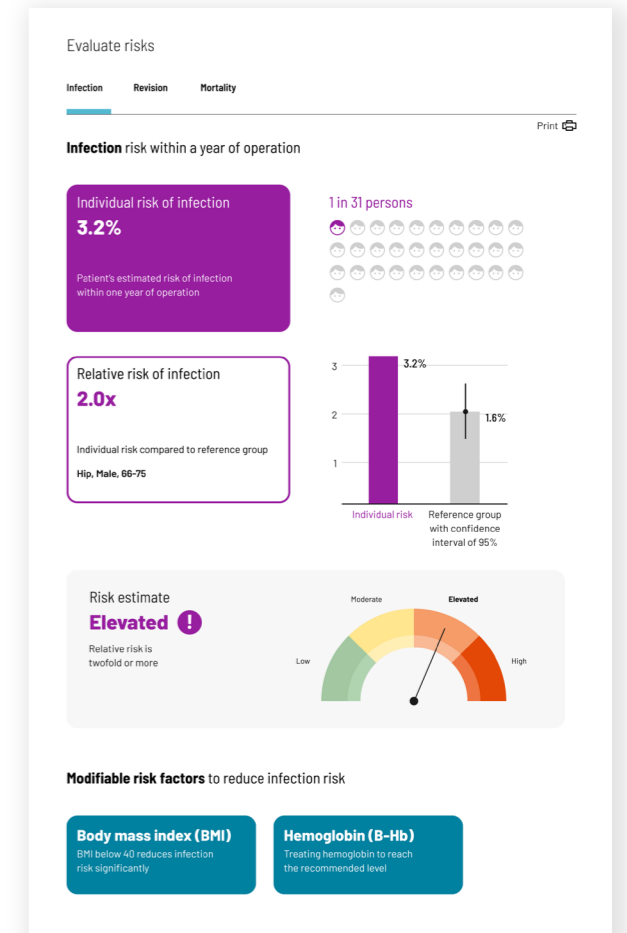 Evaluate risks
Infection Revision Mortality
Print
Infection risk within a year of operation
Individual risk of infection
3.2%
Patient's estimated risk of infection
within one year of operation
1 in 31 persons
Relative risk of infection
2.0x
Individual risk compared to reference group
Hip, Male, 66-75
3
2
1
3.2%
1.6%
Individual risk
Reference group
with confidence
interval of 95%
Risk estimate
Elevated !
Relative risk is
twofold or more
Low
Moderate
Elevated
High
Modifiable risk factors to reduce infection risk
Body mass index (BMI)
BMI below 40 reduces infection
risk significantly
Hemoglobin (B-Hb)
Treating hemoglobin to reach
the recommended level